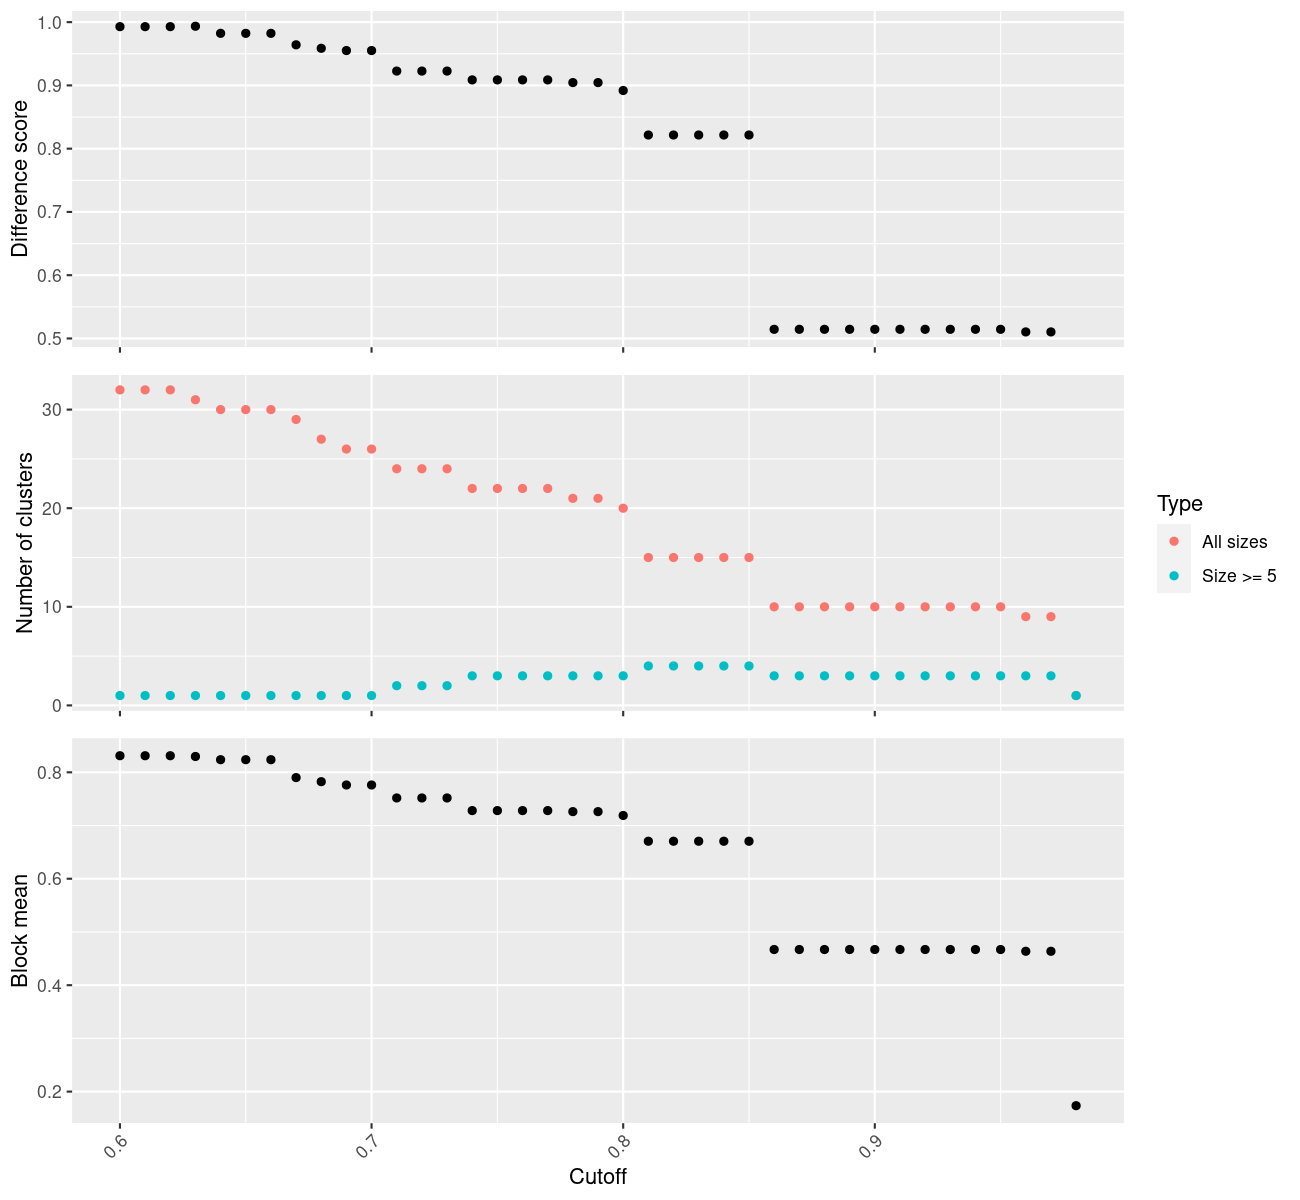 Difference score
1.0
0.9
0.8
0.7
0.6
0.5
Number of clusters
30
20
10
0
Type
All sizes
Size >= 5
Block mean
0.8
0.6
0.4
0.2
0.6
0.7
0.8
0.9
Cutoff